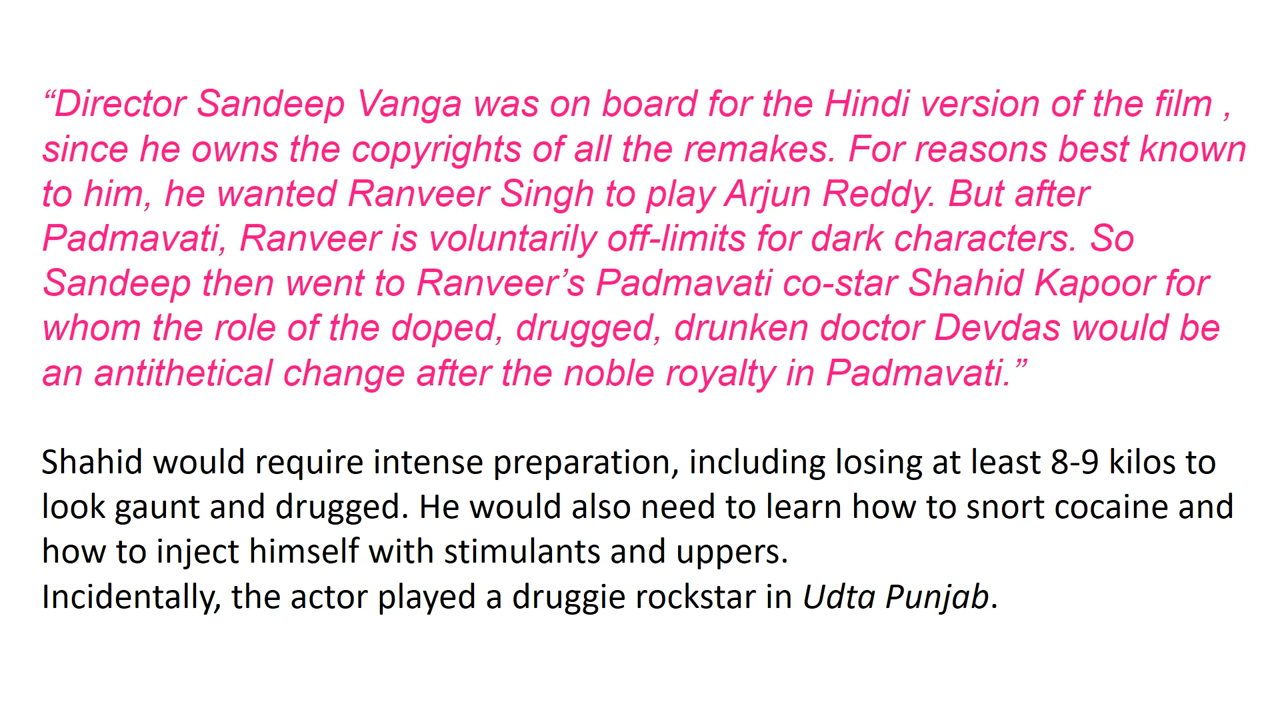 “Director Sandeep Vanga was on board for the Hindi version of the film ,
since he owns the copyrights of all the remakes. For reasons best known
to him, he wanted Ranveer Singh to play Arjun Reddy. But after
Padmavati, Ranveer is voluntarily off-limits for dark characters. So
Sandeep then went to Ranveer’s Padmavati co-star Shahid Kapoor for
whom the role of the doped, drugged, drunken doctor Devdas would be
an antithetical change after the noble royalty in Padmavati.”
Shahid would require intense preparation, including losing at least 8-9 kilos to
look gaunt and drugged. He would also need to learn how to snort cocaine and
how to inject himself with stimulants and uppers.
Incidentally, the actor played a druggie rockstar in Udta Punjab.